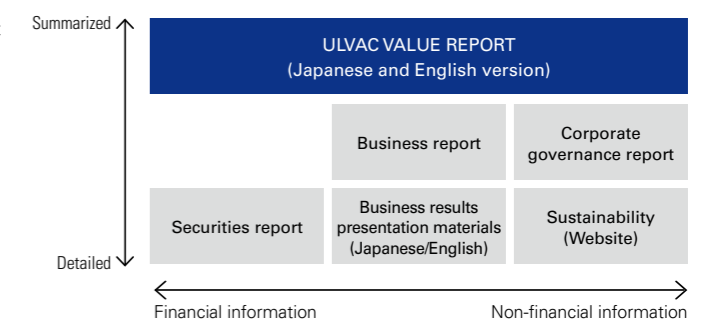 Summarized
ULVAC VALUE REPORT
(Japanese and English version)
Business report
Corporate
governance report
Securities report
Business results
presentation materials
(Japanese/English)
Sustainability
(Website)
Detailed
Financial information
Non-financial information